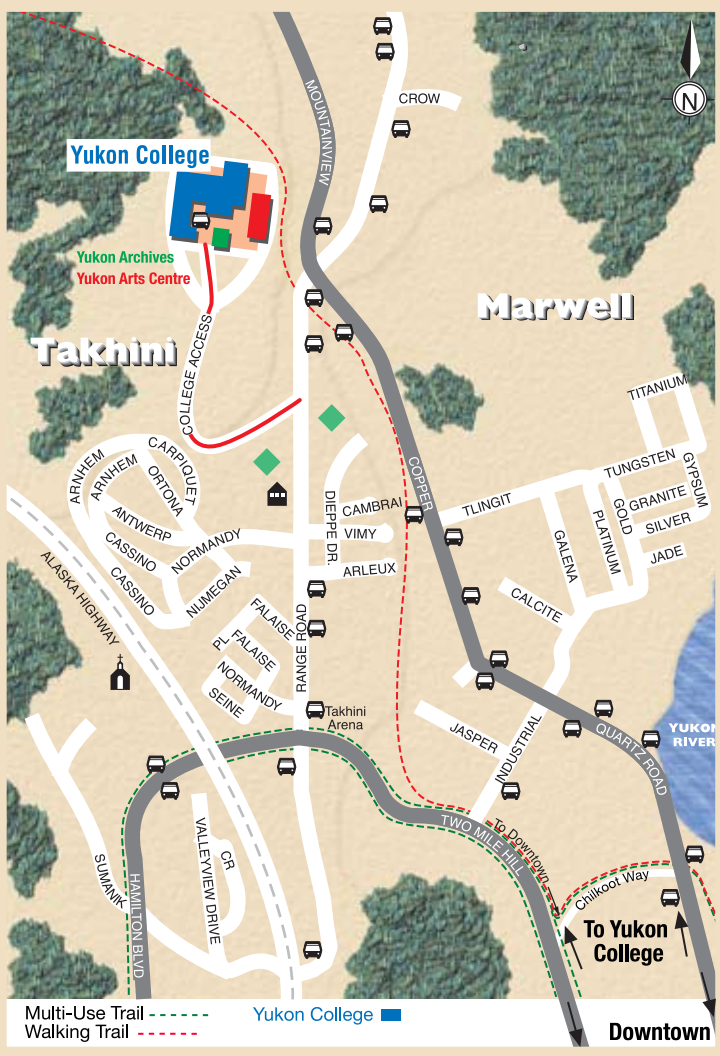 MOUNTAINVIEW
CROW
N
Yukon College
Yukon Archives
Yukon Arts Centre
Marwell
Takhini
COLLEGE ACCESS
TITANIUM
CARPIQUET
ARNHEM
ARNHEM
ORTONA
COPPER
TUNGSTEN
GYPSUM
DIEPPE DR.
CAMBRAI
TLINGIT
GRANITE
GOLD
PLATINUM
SILVER
ANTWERP
NORMANDY
VIMY
CASSINO
GALENA
JADE
ALASKA HIGHWAY
CASSINO
NIJMEGAN
ARLEUX
CALCITE
FALAISE
PL
FALAISE
RANGE ROAD
NORMANDY
SEINE
Takhini
Arena
JASPER
INDUSTRIAL
QUARTZ ROAD
YUKON
RIVER
TWO MILE HILL
To Downtown
VALLEYVIEW DRIVE
CR
SUMANIK
HAMILTON BLVD
Chilkoot Way
To Yukon
College
Multi-Use Trail
Walking Trail
Yukon College
Downtown